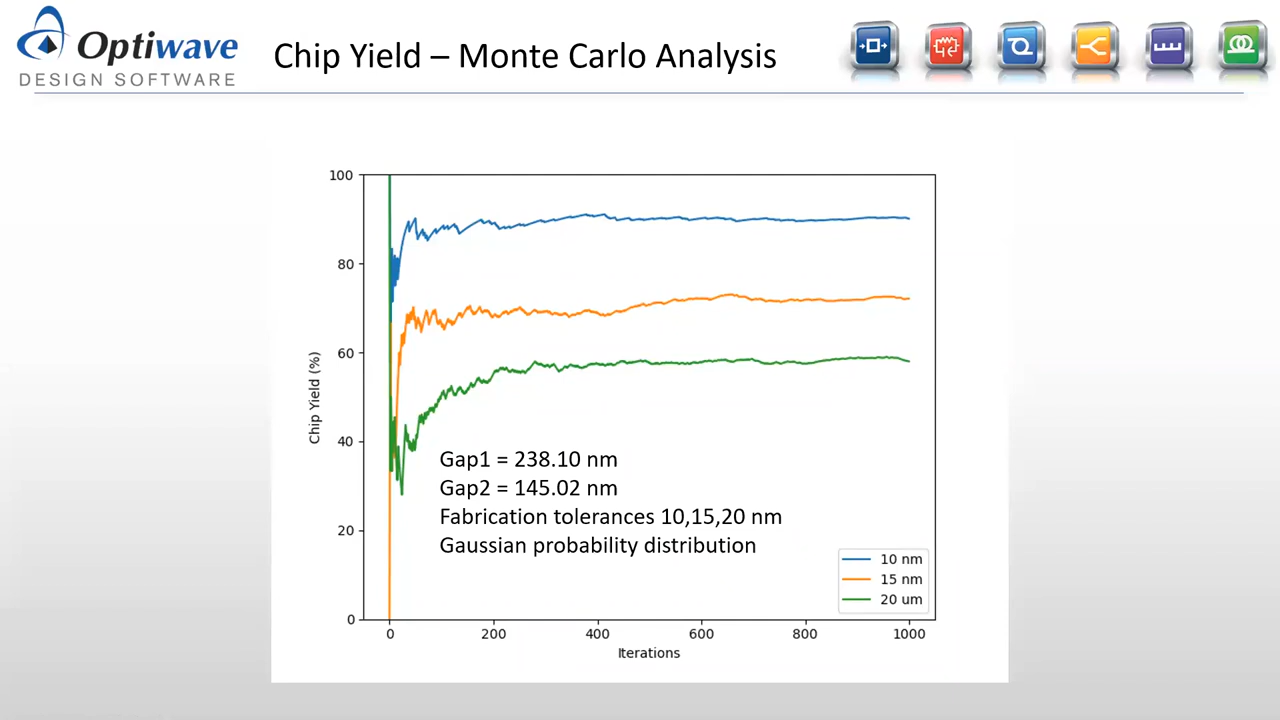 Optiwave
DESIGN SOFTWARE
Chip Yield – Monte Carlo Analysis
100
80
60
40
20
0
Chip Yield (%)
Gap1 = 238.10 nm
Gap2 = 145.02 nm
Fabrication tolerances 10,15,20 nm
Gaussian probability distribution
10 nm
15 nm
20 um
0 200 400 600 800 1000
Iterations